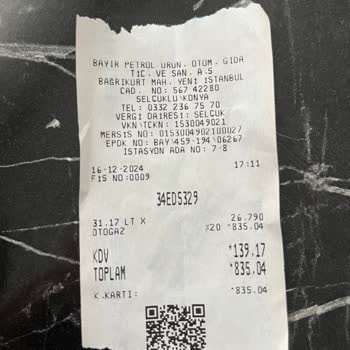 BAYIR PETROL ÜRÜN. OTOM. GIDA
TİC. VE SAN. A.Ş
BAĞRIKURT MAH. YENİ İSTANBUL
CAD. NO: 567 42280
SELÇUKLU KONYA
TEL: 0332 236 75 70
VERGİ DAİRESİ: SELÇUK
VKN TCKN: 1530049021
MERSİS NO: 0153004902100027
EPDK NO: BAY\459-194\06267
İSTASYON ADA NO: 7-8
16-12-2024 17:11
FİŞ NO:0009
34ED5329
31.17 LT X 26.790
OTOGAZ %20 *835,04
KDV *139,17
TOPLAM *835,04
K.KARTI: *835,04